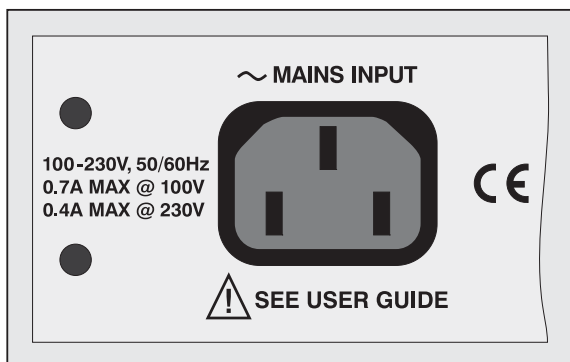 ～ MAINS INPUT
100-230V, 50/60Hz
0.7A MAX @ 100V
0.4A MAX @ 230V
CE
! SEE USER GUIDE